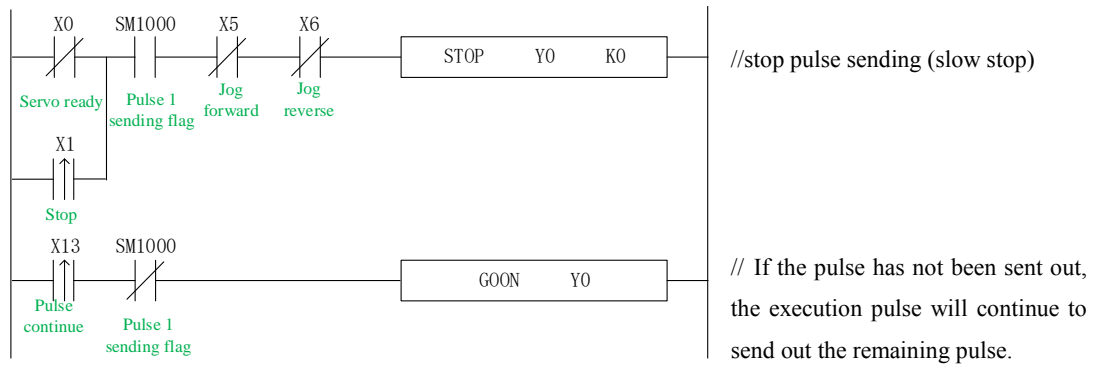 X0 SM1000 X5 X6
STOP Y0 K0
//stop pulse sending (slow stop)
Servo ready
Pulse 1
sending flag
Jog
forward
Jog
reverse
X1
Stop
X13 SM1000
GOON Y0
Pulse
continue
Pulse 1
sending flag
// If the pulse has not been sent out,
the execution pulse will continue to
send out the remaining pulse.